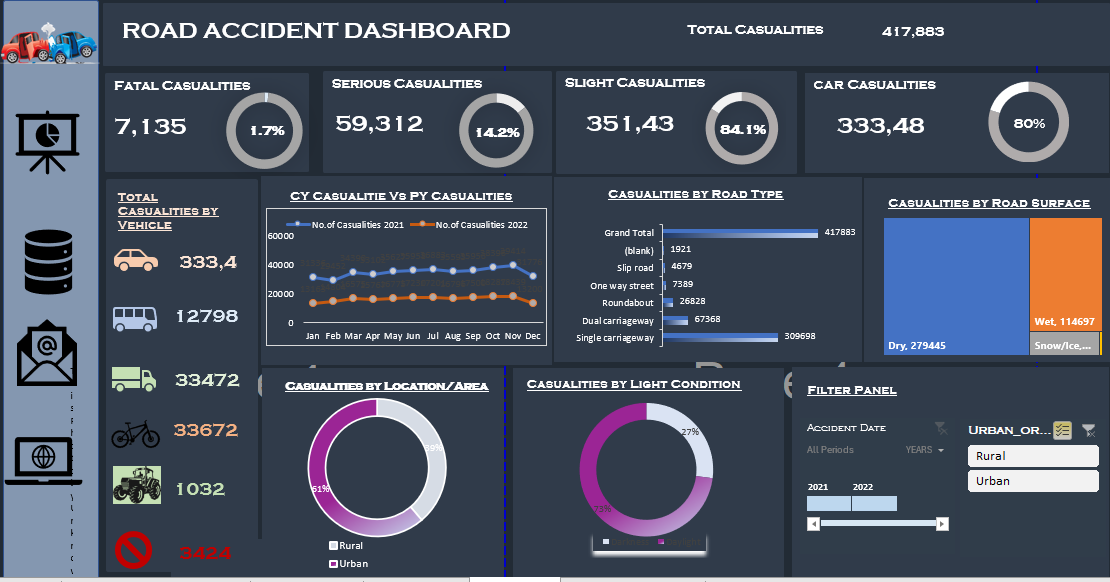 ROAD ACCIDENT DASHBOARD
TOTAL CASUALTIES
417,883
FATAL CASUALITIES
7,135
1.7%
SERIOUS CASUALITIES
59,312
14.2%
SLIGHT CASUALITIES
351,43
84.1%
CAR CASUALITIES
333,48
80%
TOTAL
CASUALTIES BY
VEHICLE
333,4
12798
33472
33672
1032
3424
CY CASUALITIE VS PY CASUALITIES
No.of Casualities 2021
No.of Casualities 2022
60000
40000
20000
0
Jan Feb Mar Apr May Jun Jul Aug Sep Oct Nov Dec
CASUALITIES BY ROAD TYPE
Grand Total 417883
(blank) 1921
Slip road 4679
One way street 7389
Roundabout 26828
Dual carriageway 67368
Single carriageway 309698
CASUALITIES BY ROAD SURFACE
Dry, 279445
Wet, 114697
Snow/Ice,...
CASUALITIES BY LOCATION/AREA
39%
61%
Rural
Urban
CASUALITIES BY LIGHT CONDITION
27%
73%
FILTER PANEL
ACCIDENT DATE
All Periods
YEARS
2021 2022
URBAN_OR...
Rural
Urban